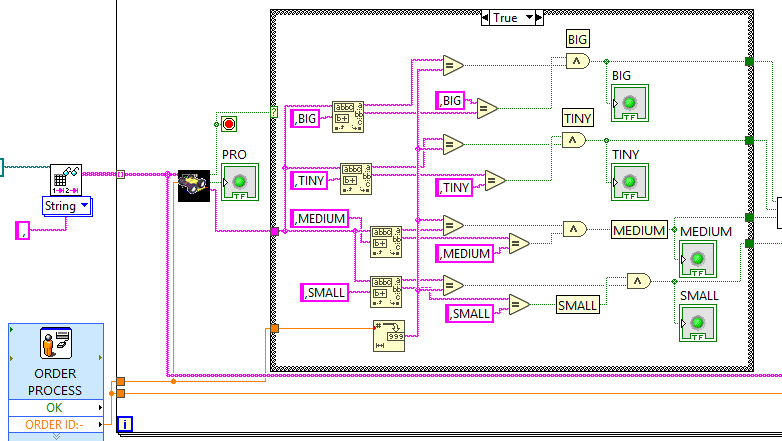 True
BIG
BIG
,BIG
,BIG
TINY
TINY
PRO
,TINY
,TINY
String
,MEDIUM
MEDIUM
MEDIUM
,MEDIUM
SMALL
,SMALL
SMALL
,SMALL
ORDER
PROCESS
OK
ORDER ID:-
i